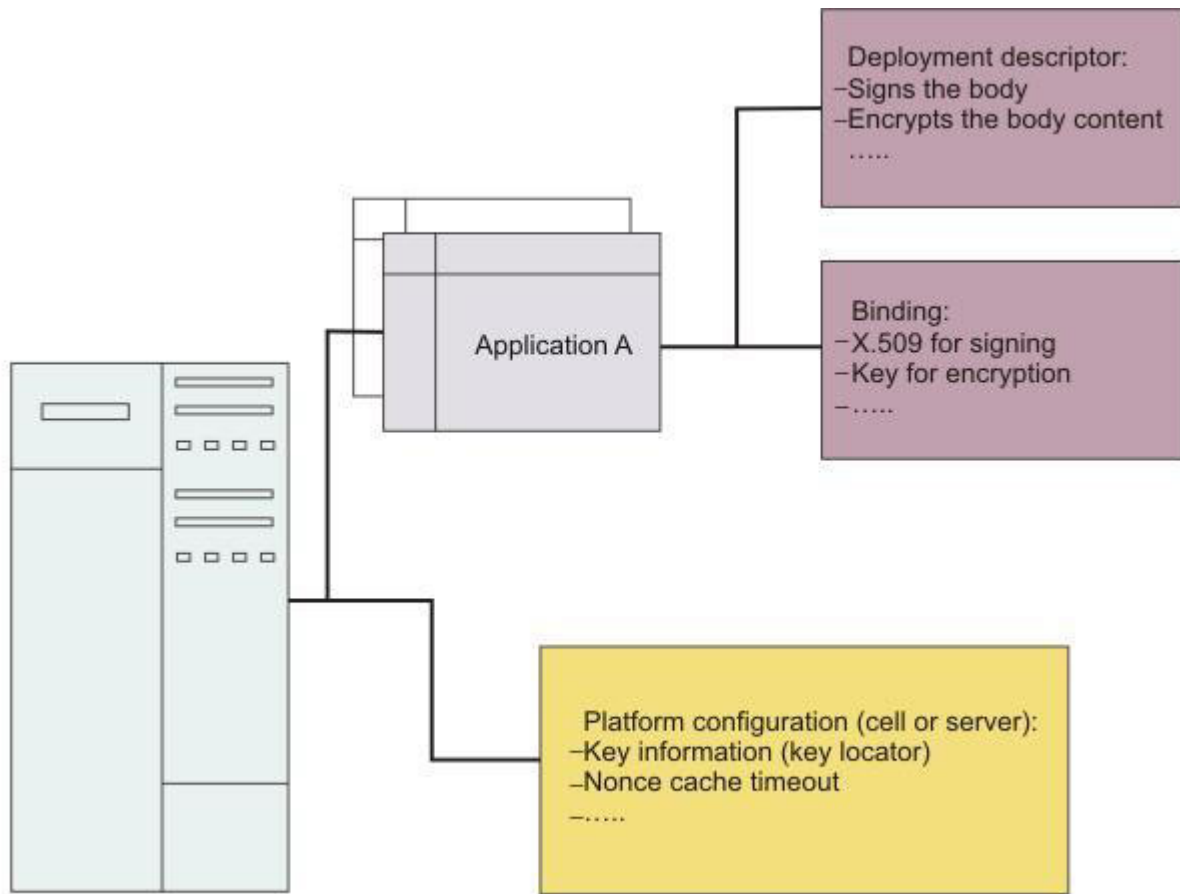 Deployment descriptor:
–Signs the body
–Encrypts the body content
…..
Application A
Binding:
–X.509 for signing
–Key for encryption
–…..
Platform configuration (cell or server):
–Key information (key locator)
–Nonce cache timeout
–…..